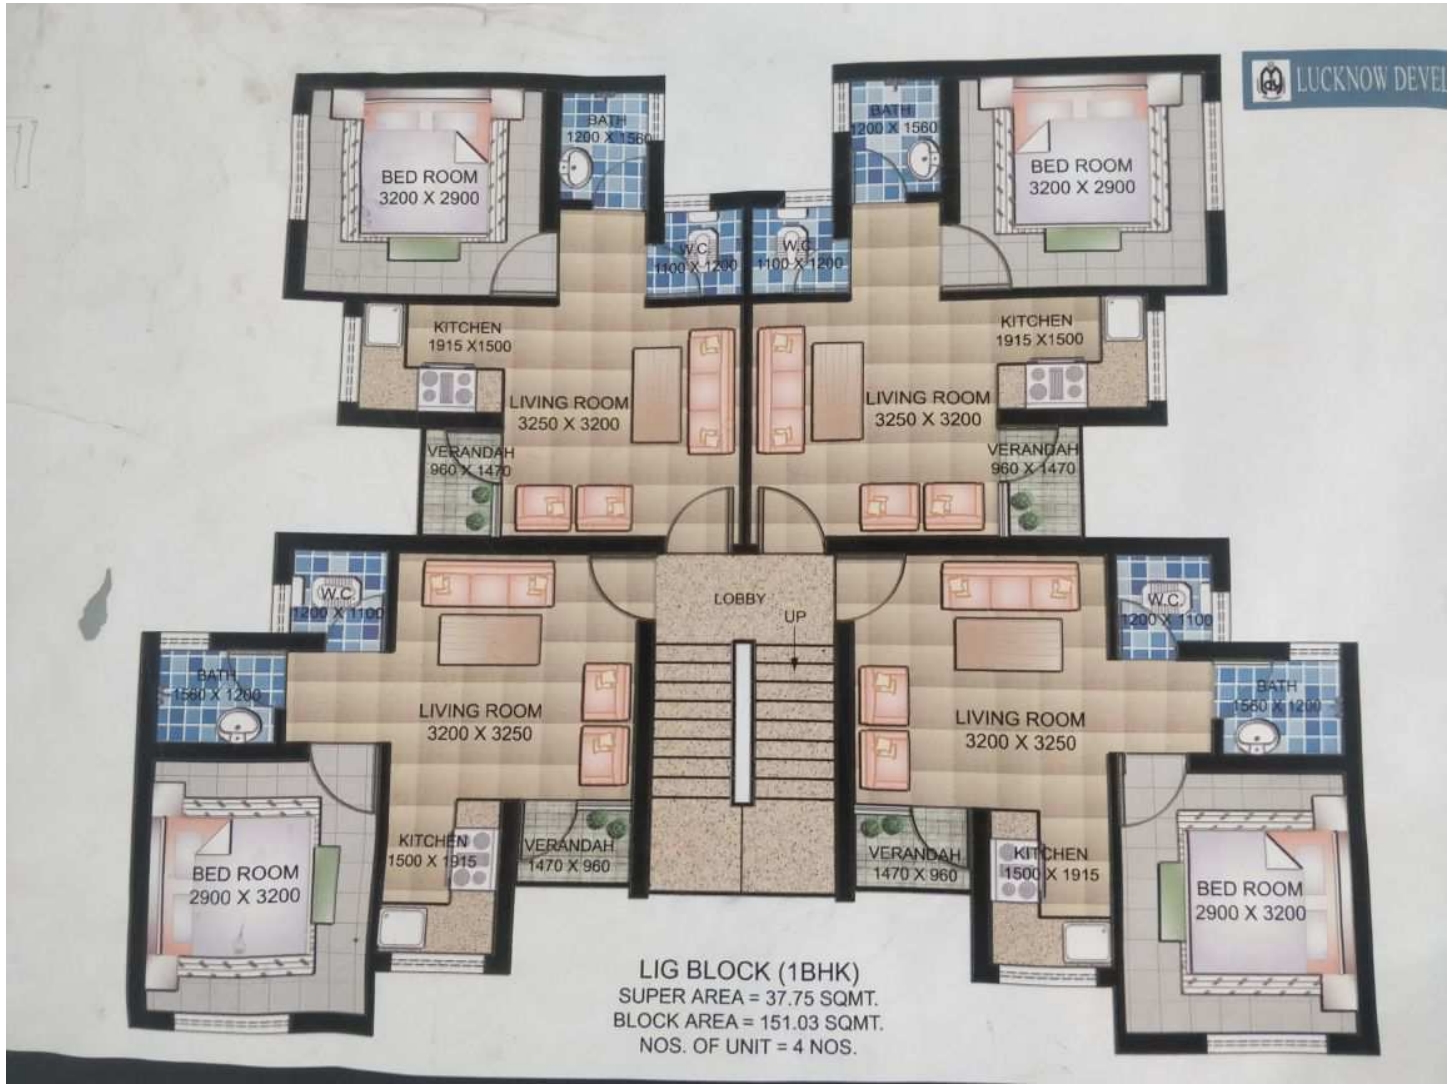 LUCKNOW DEVEL
BATH
1200 X 1560
BED ROOM
3200 X 2900
W.C.
1100 X 1200
KITCHEN
1915 X1500
LIVING ROOM
3250 X 3200
VERANDAH
960 X 1470
BATH
1200 X 1560
BED ROOM
3200 X 2900
W.C.
1100 X 1200
KITCHEN
1915 X1500
LIVING ROOM
3250 X 3200
VERANDAH
960 X 1470
LOBBY
UP
W.C.
1200 X 1100
BATH
1560 X 1200
LIVING ROOM
3200 X 3250
KITCHEN
1500 X 1915
VERANDAH
1470 X 960
BED ROOM
2900 X 3200
W.C.
1200 X 1100
BATH
1560 X 1200
LIVING ROOM
3200 X 3250
VERANDAH
1470 X 960
KITCHEN
1500 X 1915
BED ROOM
2900 X 3200
LIG BLOCK (1BHK)
SUPER AREA = 37.75 SQMT.
BLOCK AREA = 151.03 SQMT.
NOS. OF UNIT = 4 NOS.